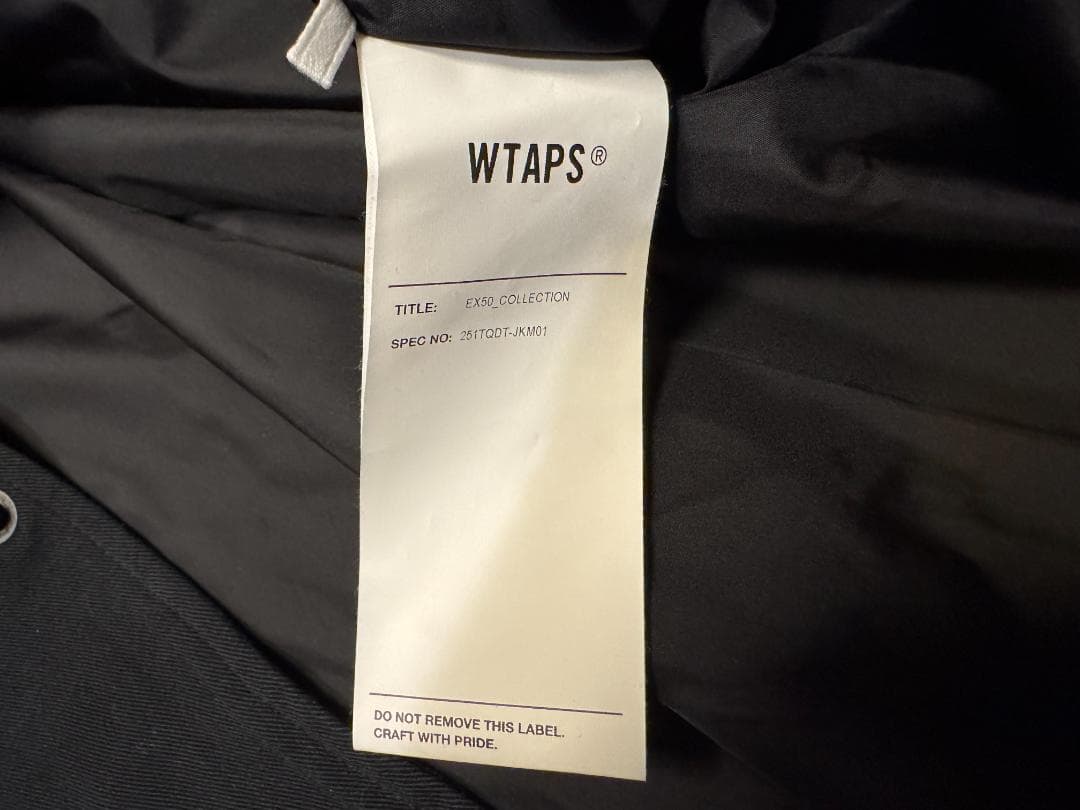 WTAPS®
TITLE: EX50_COLLECTION
SPEC NO: 251TQDT-JKM01
DO NOT REMOVE THIS LABEL.
CRAFT WITH PRIDE.